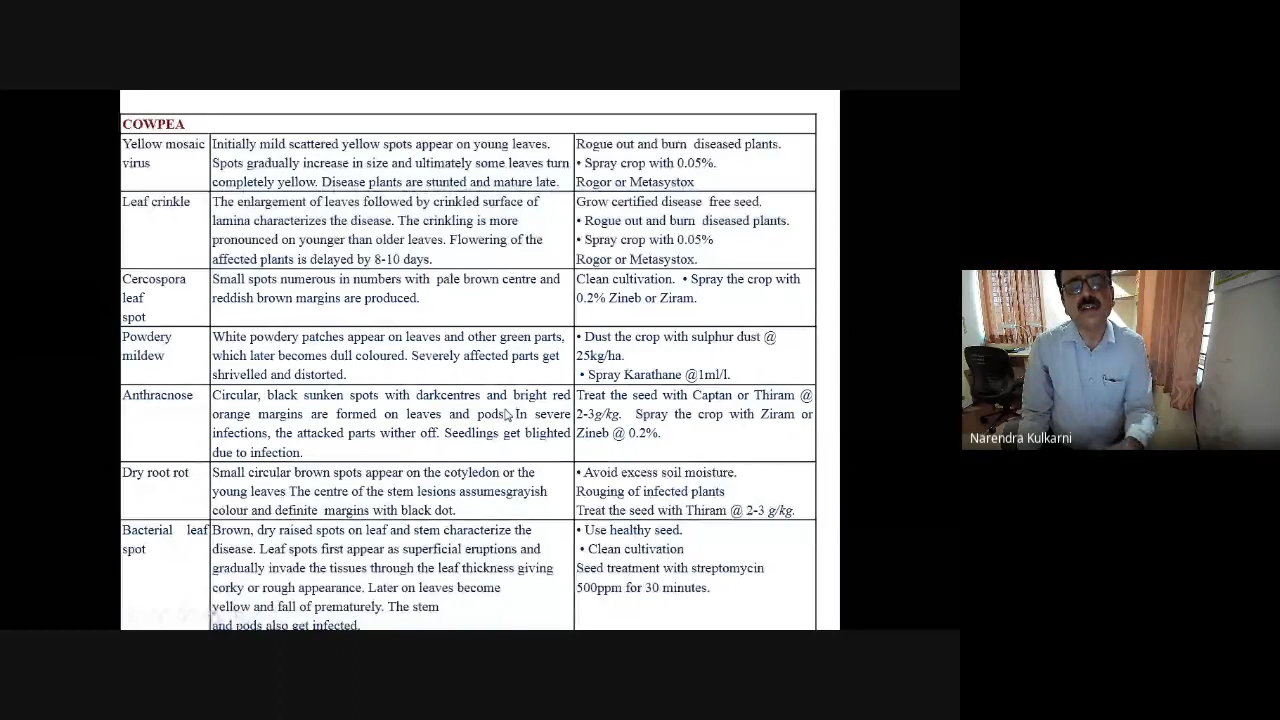 COWPEA
Yellow mosaic
virus
Initially mild scattered yellow spots appear on young leaves.
Spots gradually increase in size and ultimately some leaves turn
completely yellow. Disease plants are stunted and mature late.
Rogue out and burn diseased plants.
• Spray crop with 0.05%.
Rogor or Metasystox
Leaf crinkle
The enlargement of leaves followed by crinkled surface of
lamina characterizes the disease. The crinkling is more
pronounced on younger than older leaves. Flowering of the
affected plants is delayed by 8-10 days.
Grow certified disease free seed.
• Rogue out and burn diseased plants.
• Spray crop with 0.05%
Rogor or Metasystox.
Cercospora
leaf
spot
Small spots numerous in numbers with pale brown centre and
reddish brown margins are produced.
Clean cultivation. • Spray the crop with
0.2% Zineb or Ziram.
Powdery
mildew
White powdery patches appear on leaves and other green parts,
which later becomes dull coloured. Severely affected parts get
shrivelled and distorted.
• Dust the crop with sulphur dust @
25kg/ha.
• Spray Karathane @1ml/l.
Anthracnose
Circular, black sunken spots with darkcentres and bright red
orange margins are formed on leaves and pods. In severe
infections, the attacked parts wither off. Seedlings get blighted
due to infection.
Treat the seed with Captan or Thiram @
2-3g/kg. Spray the crop with Ziram or
Zineb @ 0.2%.
Dry root rot
Small circular brown spots appear on the cotyledon or the
young leaves The centre of the stem lesions assumesgrayish
colour and definite margins with black dot.
• Avoid excess soil moisture.
Rouging of infected plants
Treat the seed with Thiram @ 2-3 g/kg.
Bacterial leaf
spot
Brown, dry raised spots on leaf and stem characterize the
disease. Leaf spots first appear as superficial eruptions and
gradually invade the tissues through the leaf thickness giving
corky or rough appearance. Later on leaves become
yellow and fall of prematurely. The stem
and pods also get infected.
• Use healthy seed.
• Clean cultivation
Seed treatment with streptomycin
500ppm for 30 minutes.
Narendra Kulkarni